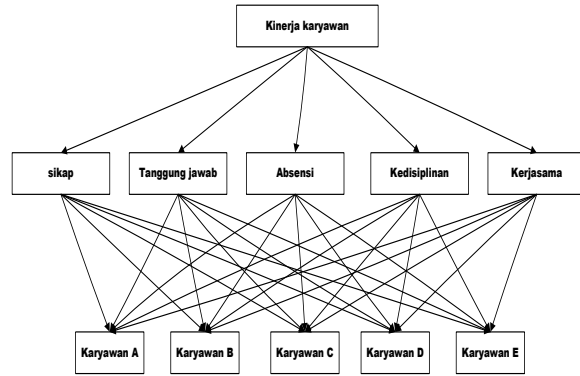 Kinerja karyawan
sikap
Tanggung jawab
Absensi
Kedisiplinan
Kerjasama
Karyawan A
Karyawan B
Karyawan C
Karyawan D
Karyawan E